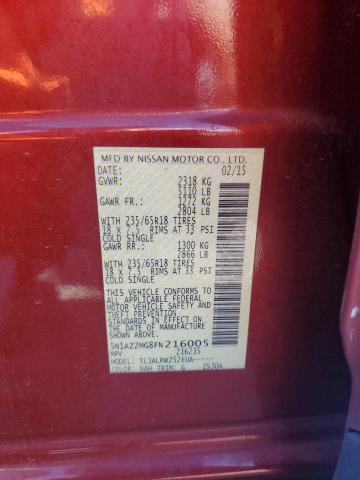 MFD BY NISSAN MOTOR CO., LTD.
DATE: 02/15
GVWR: 2318 KG
5110 LB
GAWR FR.: 1272 KG
2804 LB
WITH 235/65R18 TIRES
18 X 7.5 RIMS AT 33 PSI
COLD SINGLE
GAWR RR.: 1300 KG
2866 LB
WITH 235/65R18 TIRES
18 X 7.5 RIMS AT 33 PSI
COLD SINGLE
THIS VEHICLE CONFORMS TO ALL
APPLICABLE FEDERAL
MOTOR VEHICLE SAFETY AND THEFT
PREVENTION STANDARDS
IN EFFECT ON THE DATE OF
MANUFACTURE SHOWN ABOVE.
5N1AZ2MG8FN216005
MPV 216235
MODEL: TLJALRWZ52EUA-----
COLOR: NAH TRIM: G Z530A